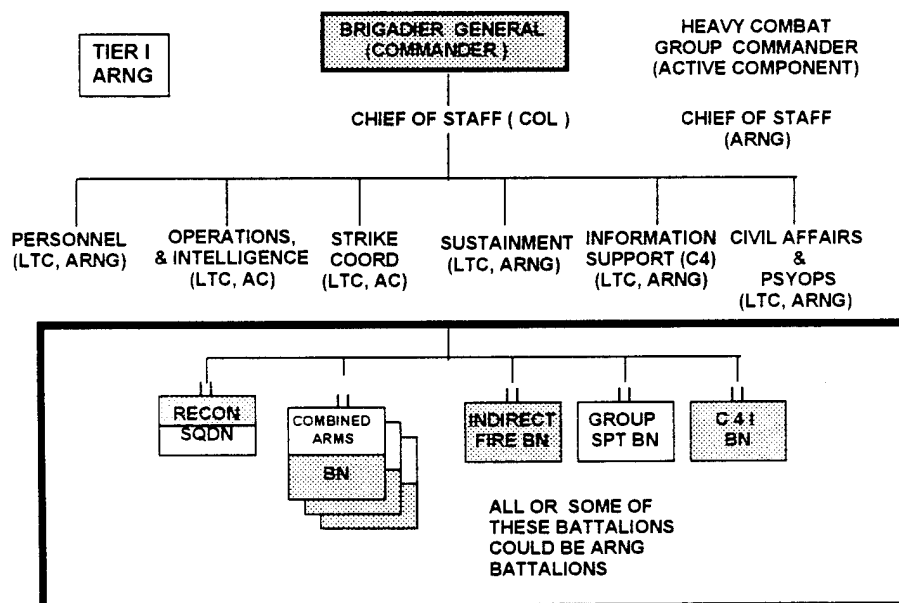 TIER I
ARNG
BRIGADIER GENERAL
(COMMANDER)
HEAVY COMBAT
GROUP COMMANDER
(ACTIVE COMPONENT)
CHIEF OF STAFF ( COL )
CHIEF OF STAFF
(ARNG)
PERSONNEL
(LTC, ARNG)
OPERATIONS,
& INTELLIGENCE
(LTC, AC)
STRIKE
COORD
(LTC, AC)
SUSTAINMENT
(LTC, ARNG)
INFORMATION
SUPPORT (C4)
(LTC, ARNG)
CIVIL AFFAIRS
&
PSYOPS
(LTC, ARNG)
RECON
SQDN
COMBINED
ARMS
BN
INDIRECT
FIRE BN
GROUP
SPT BN
C 4 I
BN
ALL OR SOME OF
THESE BATTALIONS
COULD BE ARNG
BATTALIONS